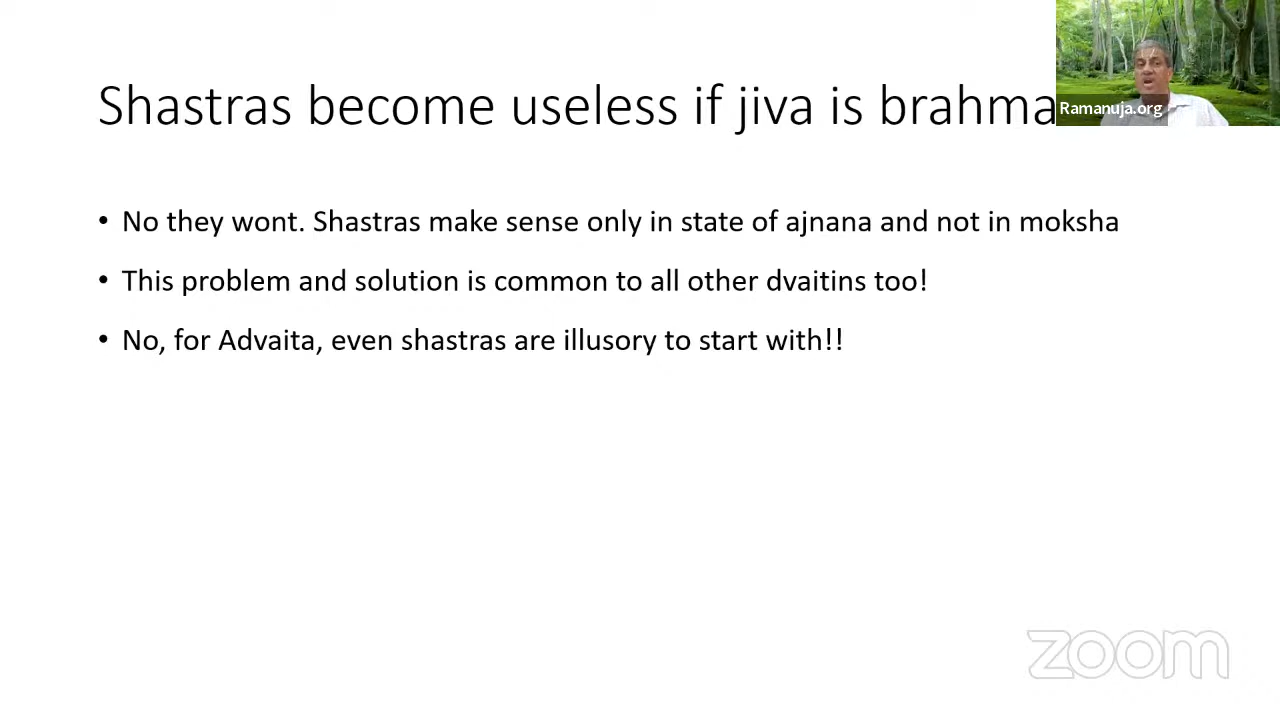 Shastras become useless if jiva is brahma
Ramanuja.org
• No they wont. Shastras make sense only in state of ajnana and not in moksha
• This problem and solution is common to all other dvaitins too!
• No, for Advaita, even shastras are illusory to start with!!
zoom